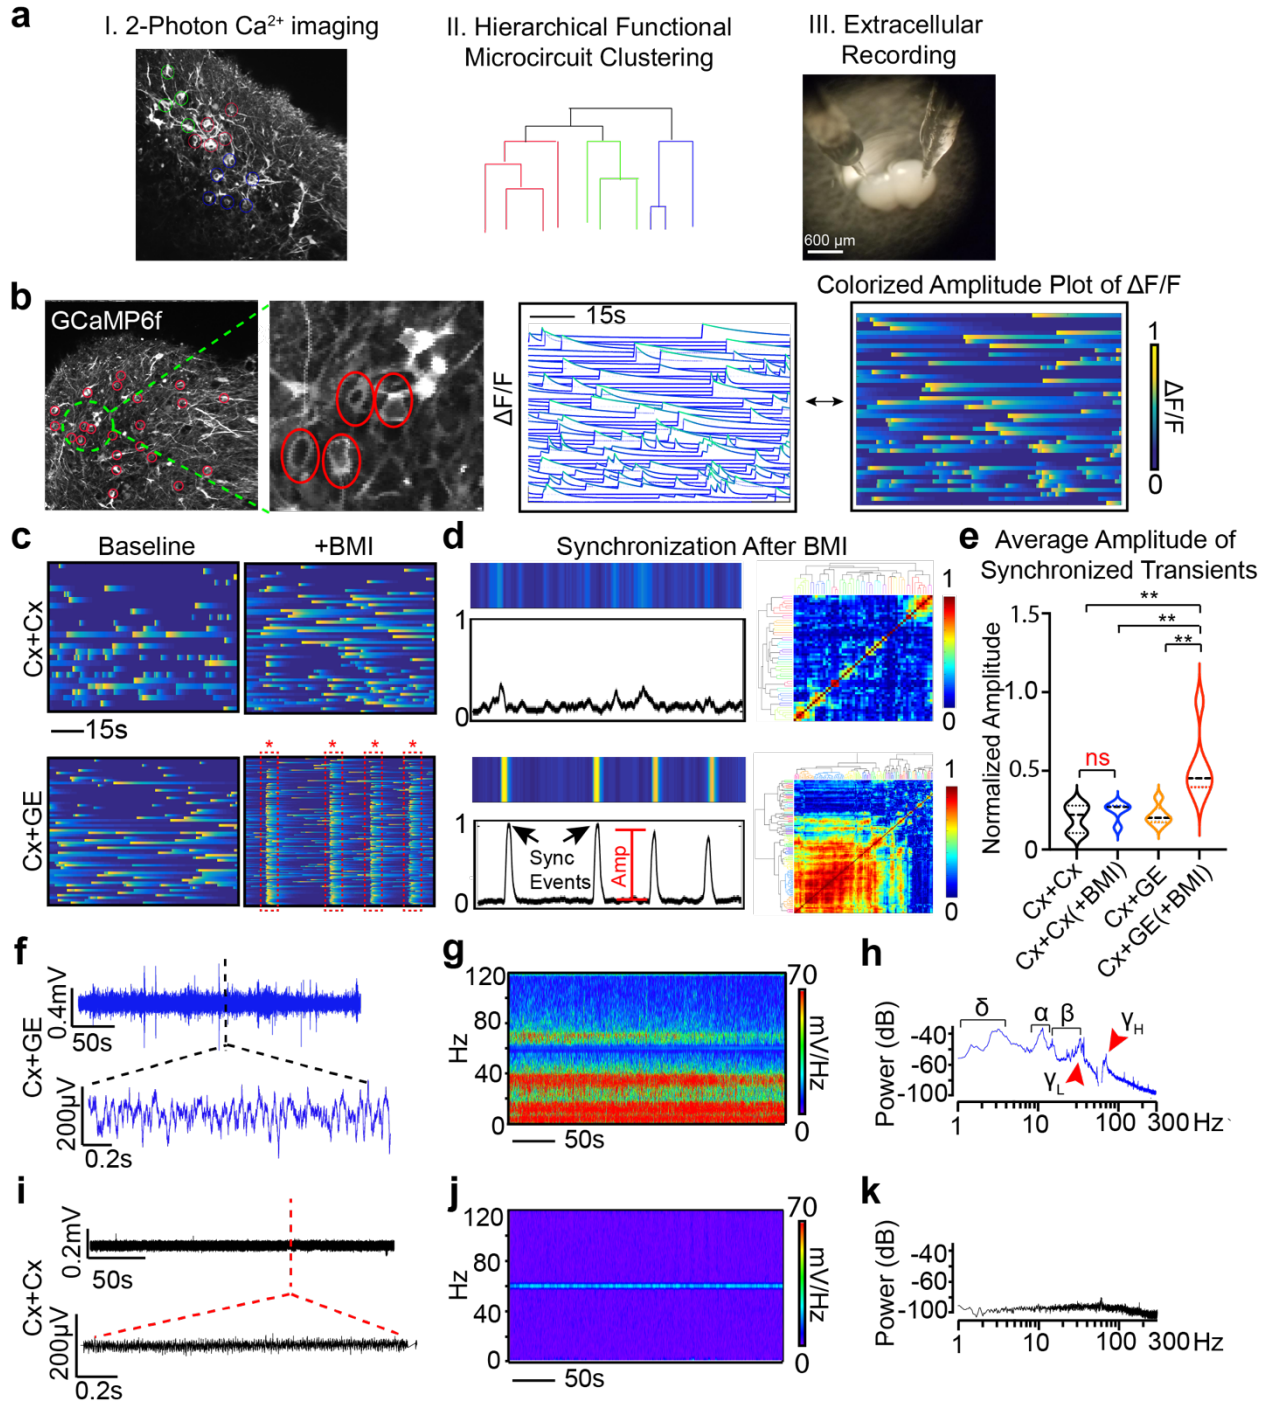 a
I. 2-Photon Ca²⁺ imaging
II. Hierarchical Functional
Microcircuit Clustering
III. Extracellular
Recording
600 µm
b
GCaMP6f
15s
ΔF/F
Colorized Amplitude Plot of ΔF/F
1
ΔF/F
0
c
Baseline
+BMI
Cx+Cx
15s
Cx+GE
* * * *
d
Synchronization After BMI
1
0
1
0
1
0
Sync
Events
Amp
1
0
e
Average Amplitude of
Synchronized Transients
**
**
**
ns
Normalized Amplitude
1.5
1.0
0.5
0
Cx+Cx
Cx+Cx(+BMI)
Cx+GE
Cx+GE(+BMI)
f
Cx+GE
0.4mV
50s
200µV
0.2s
g
120
80
40
0
Hz
50s
70
mV/Hz
0
h
Power (dB)
-40
-60
-100
δ
α
β
γL
γH
1 10 100 300 Hz
i
Cx+Cx
0.2mV
50s
200µV
0.2s
j
120
80
40
0
Hz
50s
70
mV/Hz
0
k
Power (dB)
-40
-60
-100
1 10 100 300 Hz